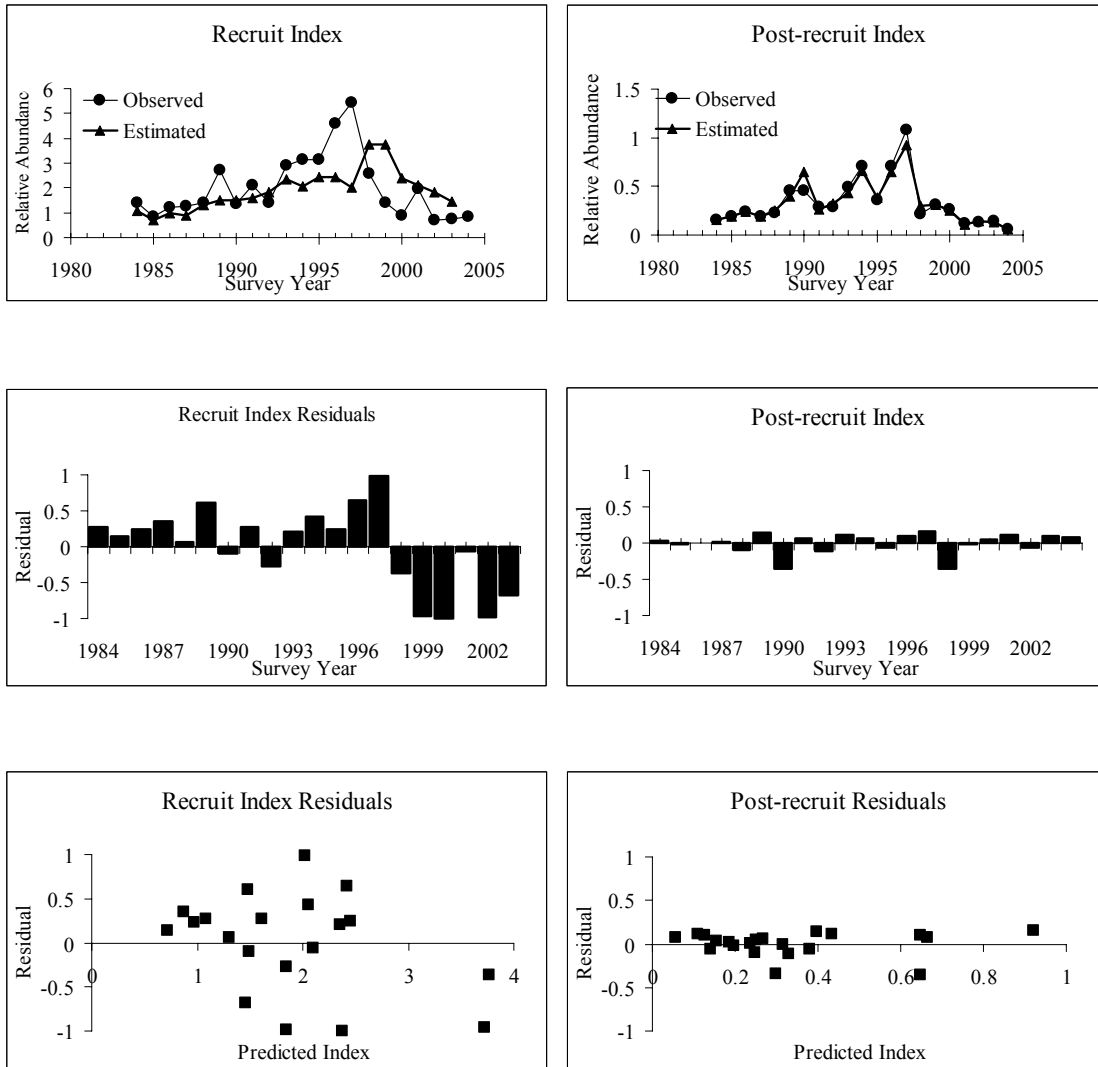 Recruit Index
Relative Abundanc
6
5
4
3
2
1
0
Observed
Estimated
1980 1985 1990 1995 2000 2005
Survey Year
Post-recruit Index
Relative Abundance
1.5
1
0.5
0
Observed
Estimated
1980 1985 1990 1995 2000 2005
Survey Year
Recruit Index Residuals
Residual
1
0.5
0
-0.5
-1
1984 1987 1990 1993 1996 1999 2002
Survey Year
Post-recruit Index
Residual
1
0.5
0
-0.5
-1
1984 1987 1990 1993 1996 1999 2002
Survey Year
Recruit Index Residuals
Residual
1
0.5
0
-0.5
-1
0 1 2 3 4
Predicted Index
Post-recruit Residuals
Residual
1
0.5
0
-0.5
-1
0 0.2 0.4 0.6 0.8 1
Predicted Index